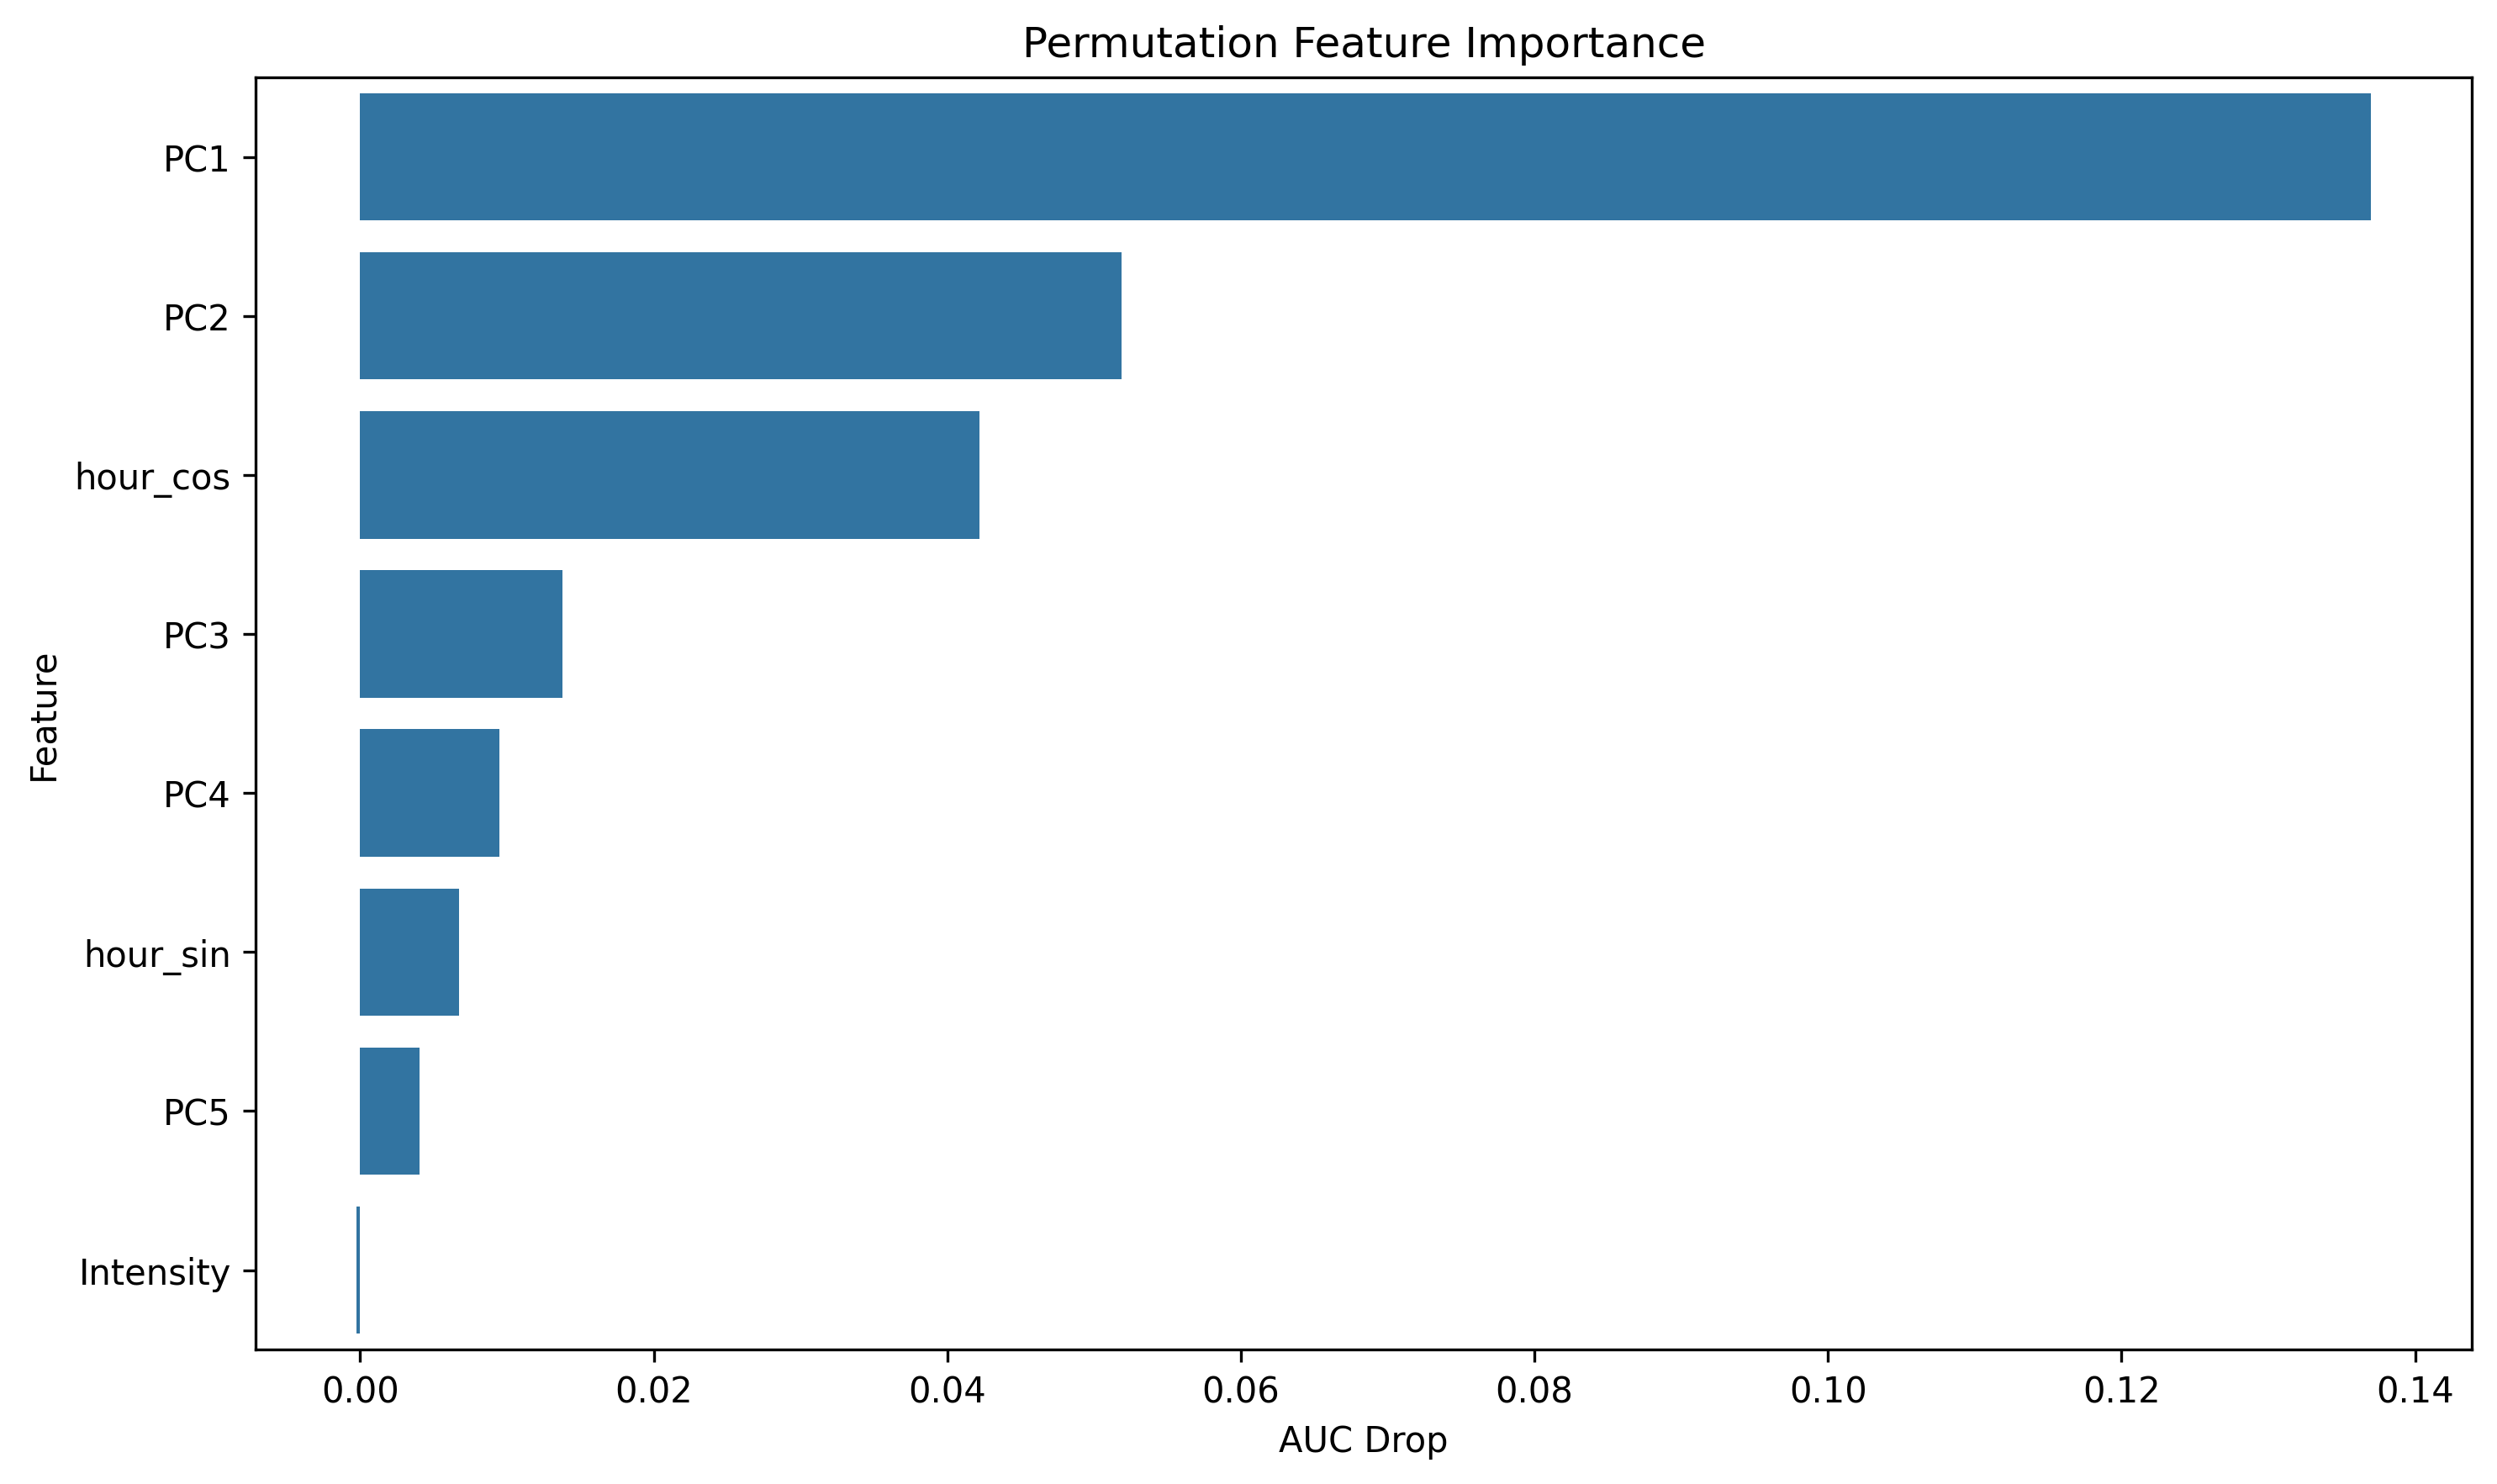 Permutation Feature Importance
Feature
PC1
PC2
hour_cos
PC3
PC4
hour_sin
PC5
Intensity
0.00 0.02 0.04 0.06 0.08 0.10 0.12 0.14
AUC Drop